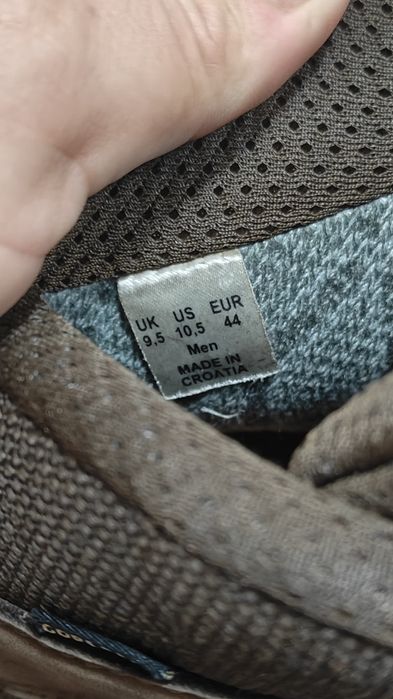 UK US EUR
9,5 10,5 44
Men
MADE IN
CROATIA